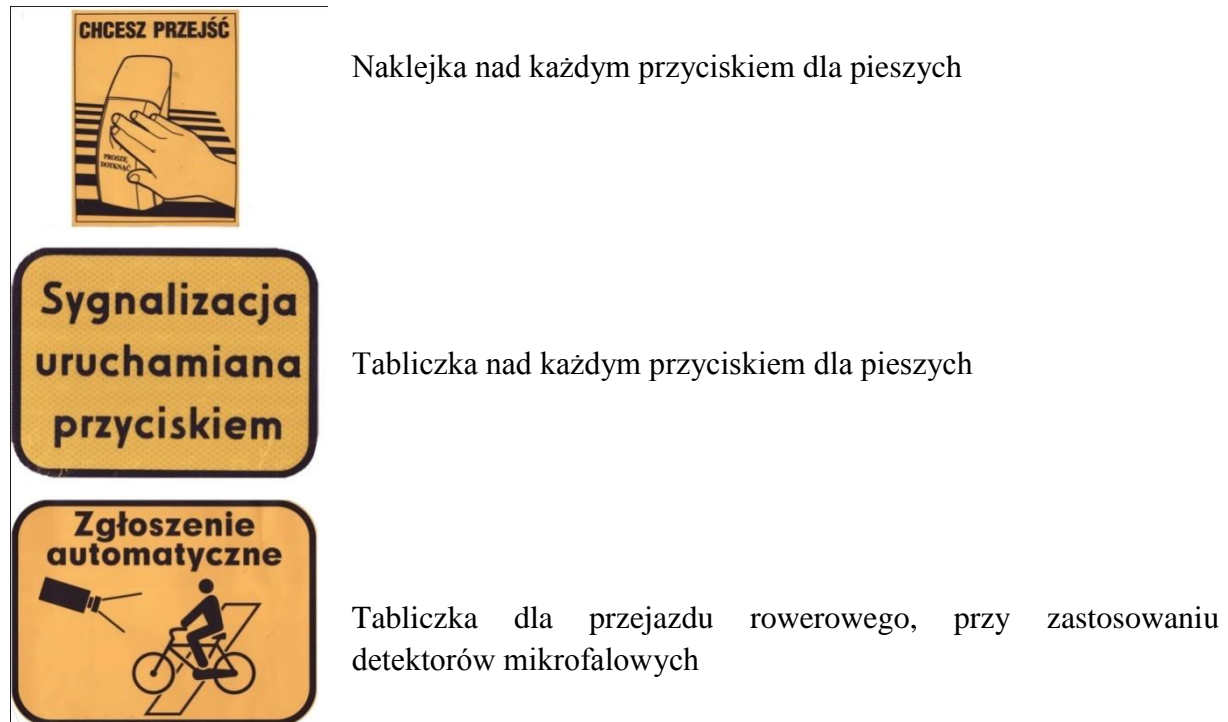 CHCESZ PRZEJŚĆ
PROSZĘ
DOTKNĄĆ
Naklejka nad każdym przyciskiem dla pieszych
Sygnalizacja
uruchamiana
przyciskiem
Tabliczka nad każdym przyciskiem dla pieszych
Zgłoszenie
automatyczne
Tabliczka dla przejazdu rowerowego, przy zastosowaniu
detektorów mikrofalowych